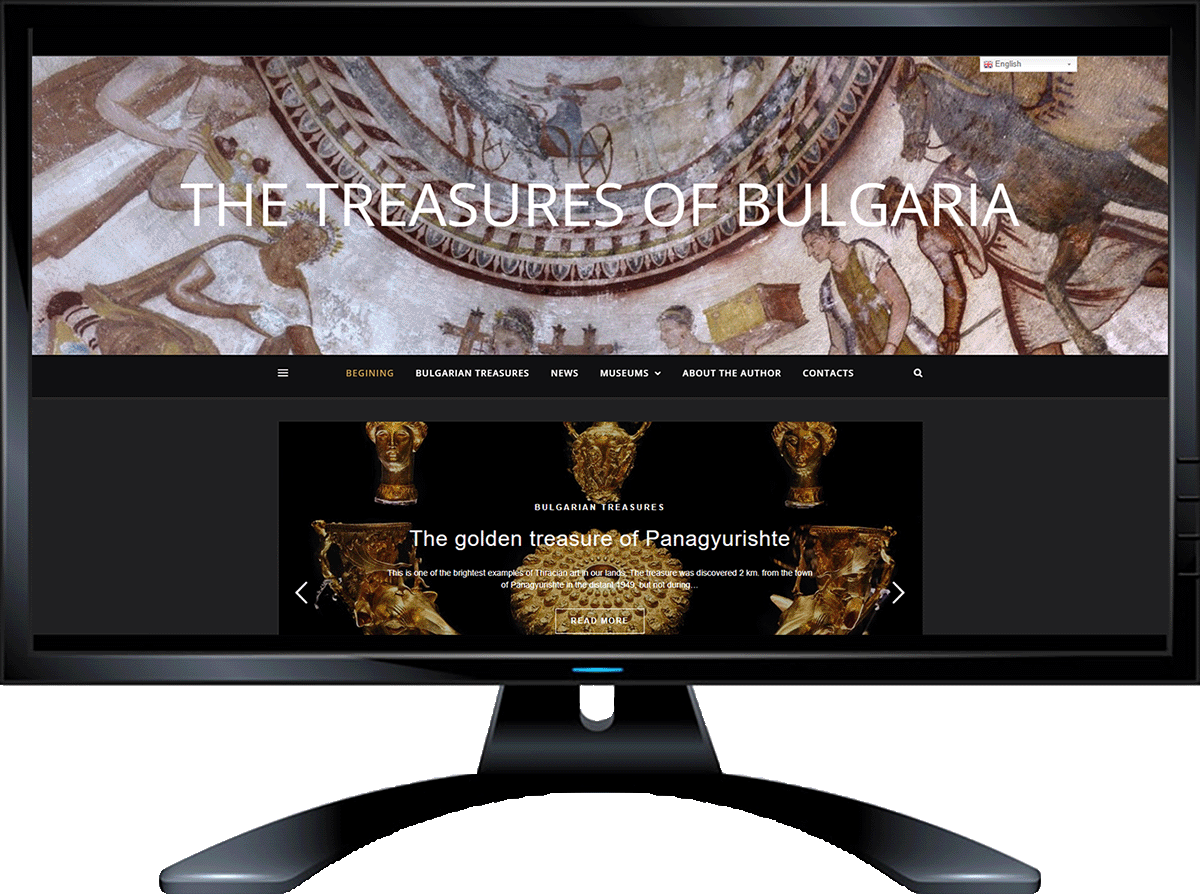 English
THE TREASURES OF BULGARIA
BEGINING BULGARIAN TREASURES NEWS MUSEUMS ABOUT THE AUTHOR CONTACTS
BULGARIAN TREASURES
The golden treasure of Panagyurishte
This is one of the brightest examples of Thracian art in our lands. The treasure was discovered 2 km. from the town
of Panagyurishte in the distant 1949, but not during...
READ MORE